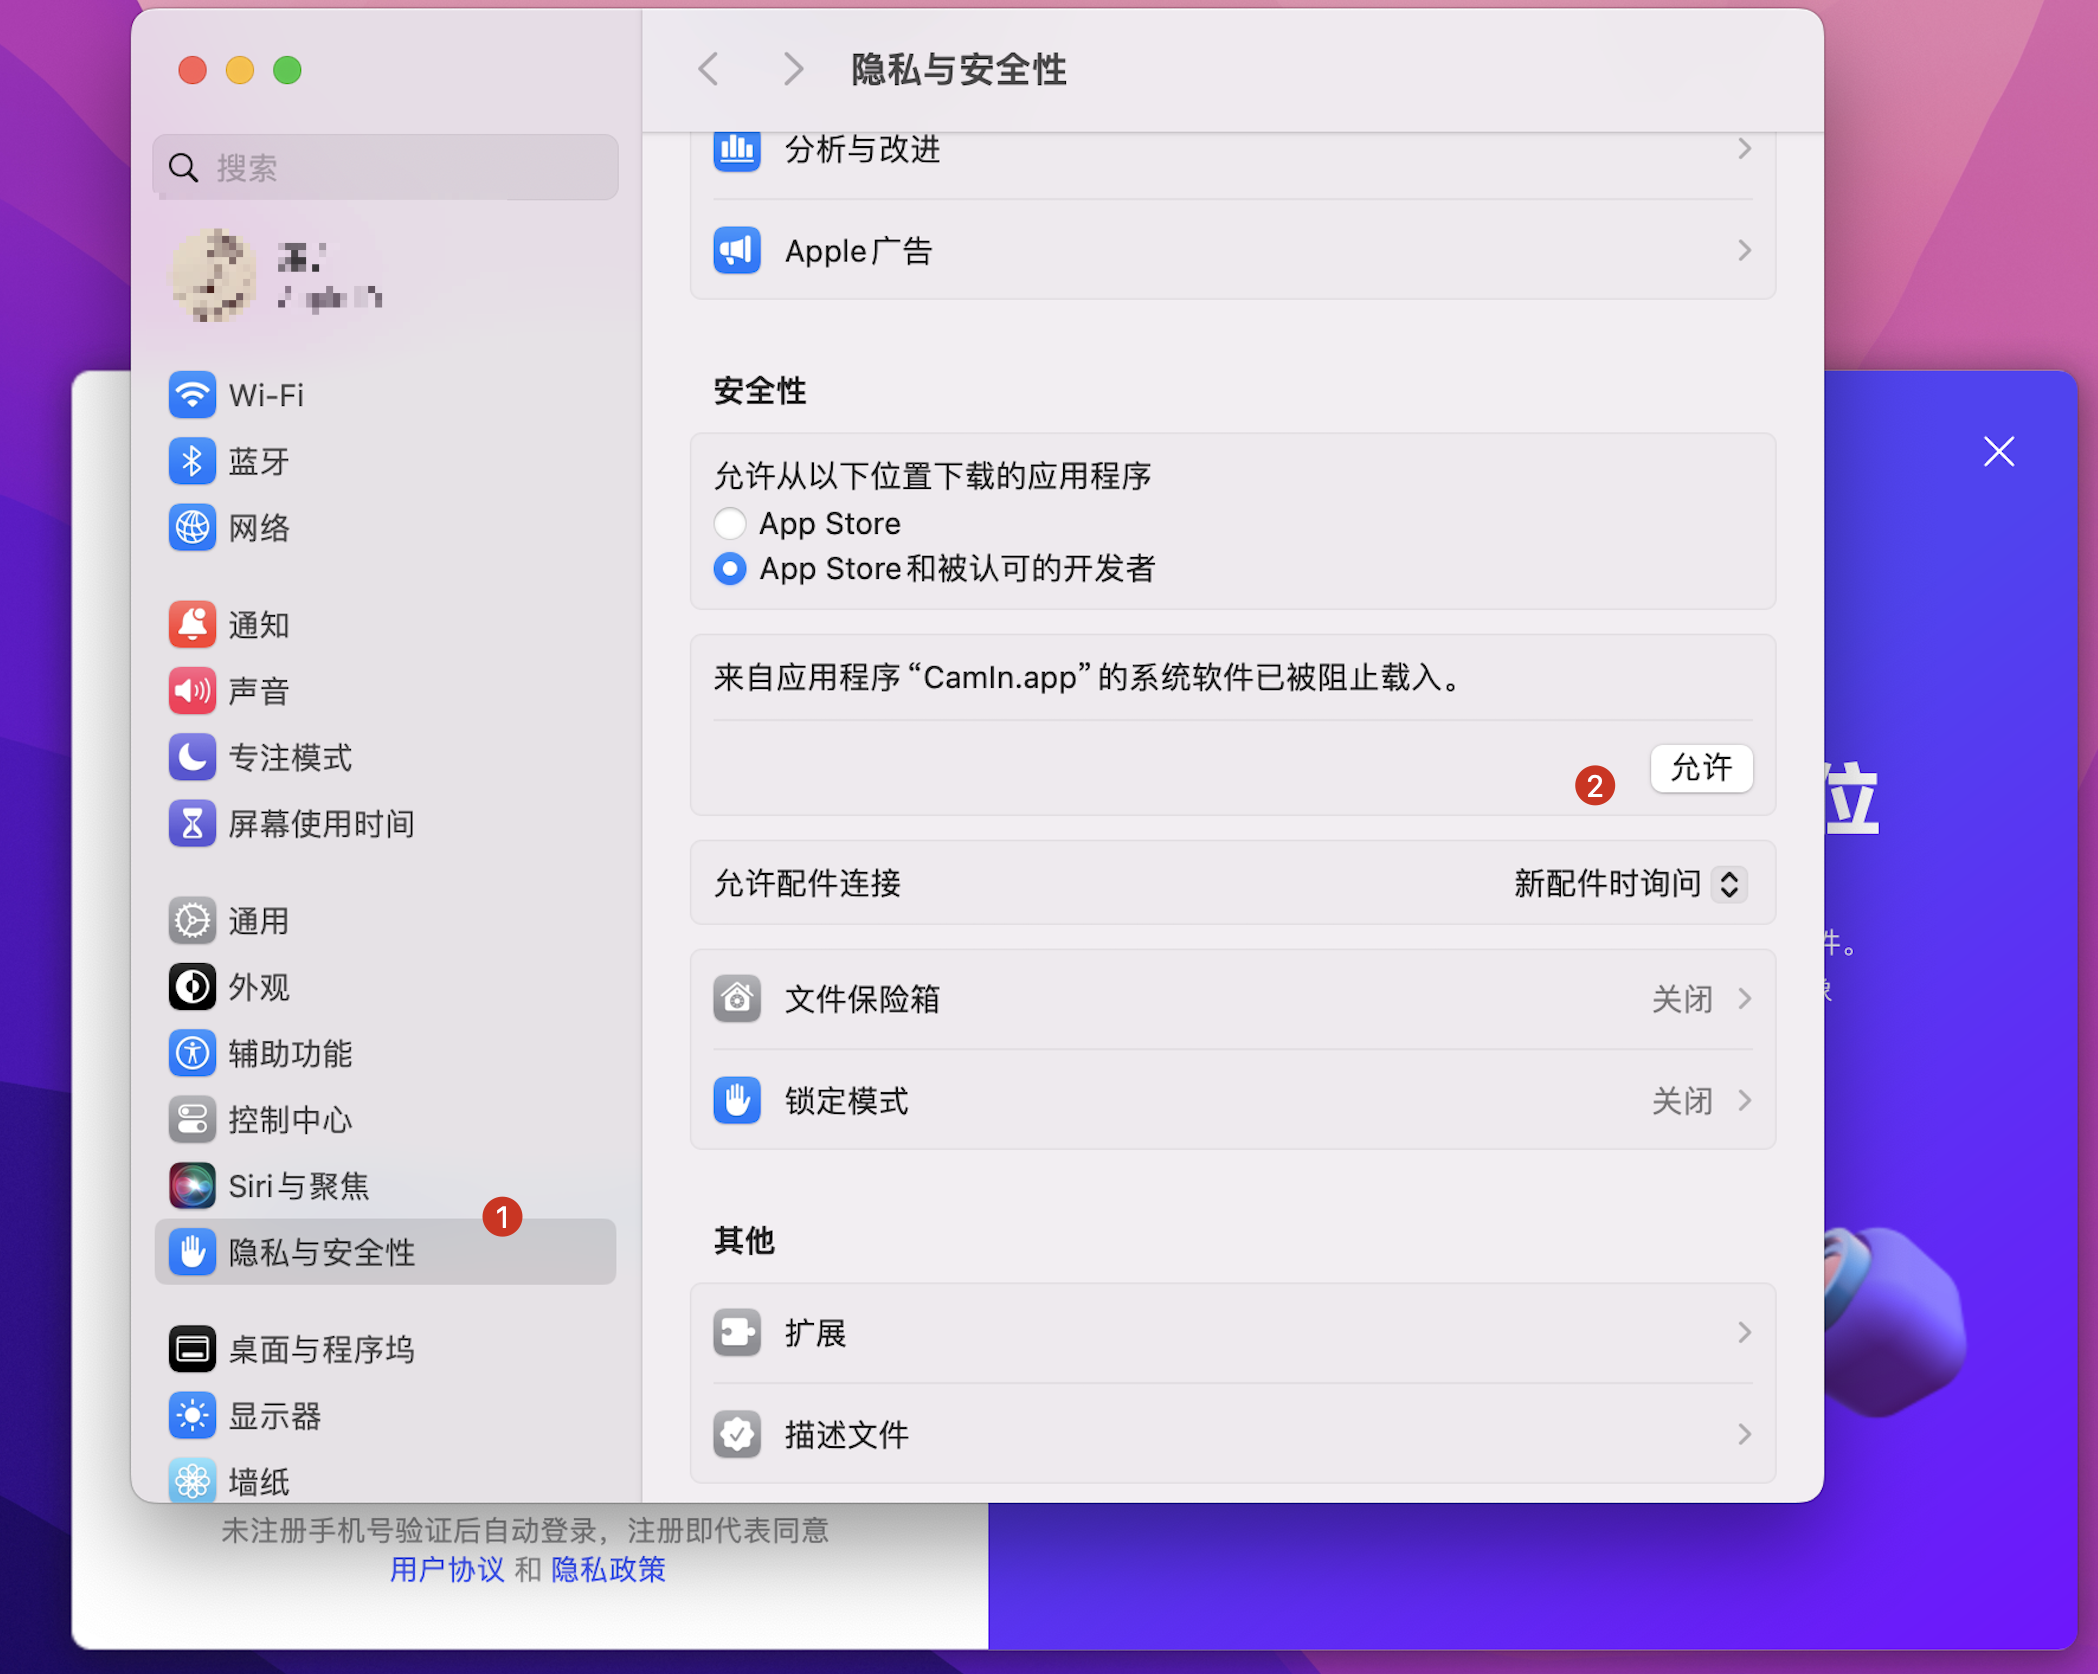 隐私与安全性
搜索
Wi-Fi
蓝牙
网络
通知
声音
专注模式
屏幕使用时间
通用
外观
辅助功能
控制中心
Siri与聚焦
1
隐私与安全性
桌面与程序坞
显示器
墙纸
分析与改进
Apple广告
安全性
允许从以下位置下载的应用程序
App Store
App Store和被认可的开发者
来自应用程序“CamIn.app”的系统软件已被阻止载入。
2
允许
允许配件连接
新配件时询问
文件保险箱
关闭
锁定模式
关闭
其他
扩展
描述文件
位
件。
未注册手机号验证后自动登录，注册即代表同意
用户协议 和 隐私政策